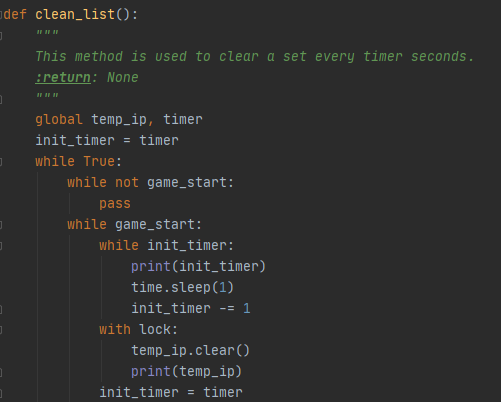 def clean_list():
    """
    This method is used to clear a set every timer seconds.
    :return: None
    """
    global temp_ip, timer
    init_timer = timer
    while True:
        while not game_start:
            pass
        while game_start:
            while init_timer:
                print(init_timer)
                time.sleep(1)
                init_timer -= 1
            with lock:
                temp_ip.clear()
                print(temp_ip)
            init_timer = timer